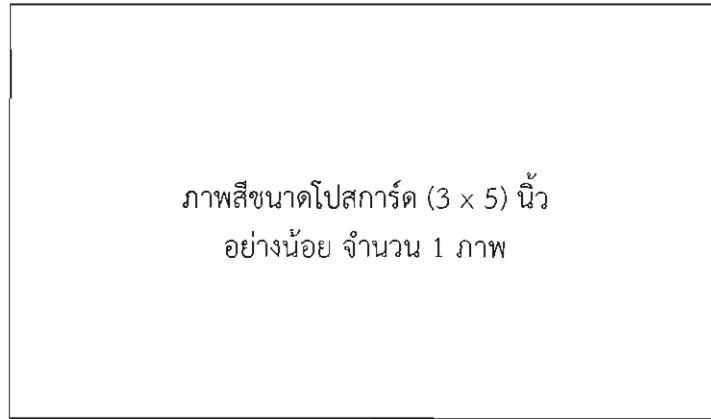 ภาพสีขนาดโปสการ์ด (3 x 5) นิ้ว
อย่างน้อย จำนวน 1 ภาพ